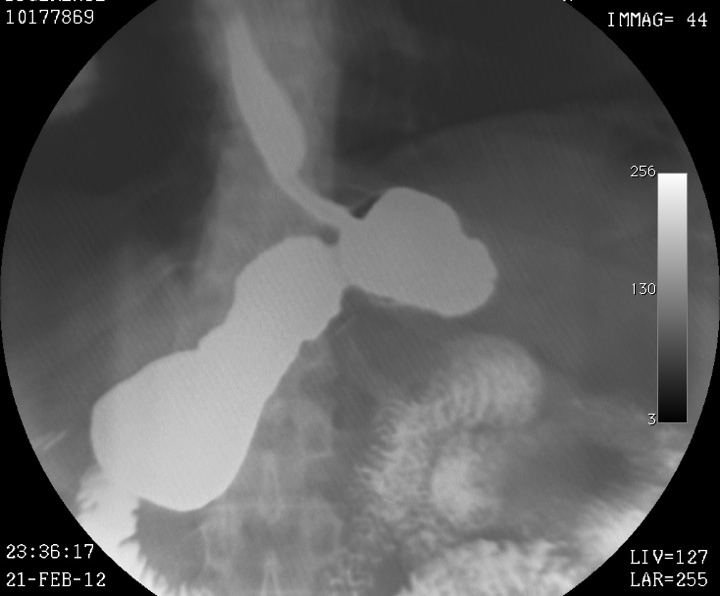 10177869
IMMAG= 44
256
130
3
23:36:17
21-FEB-12
LIV=127
LAR=255